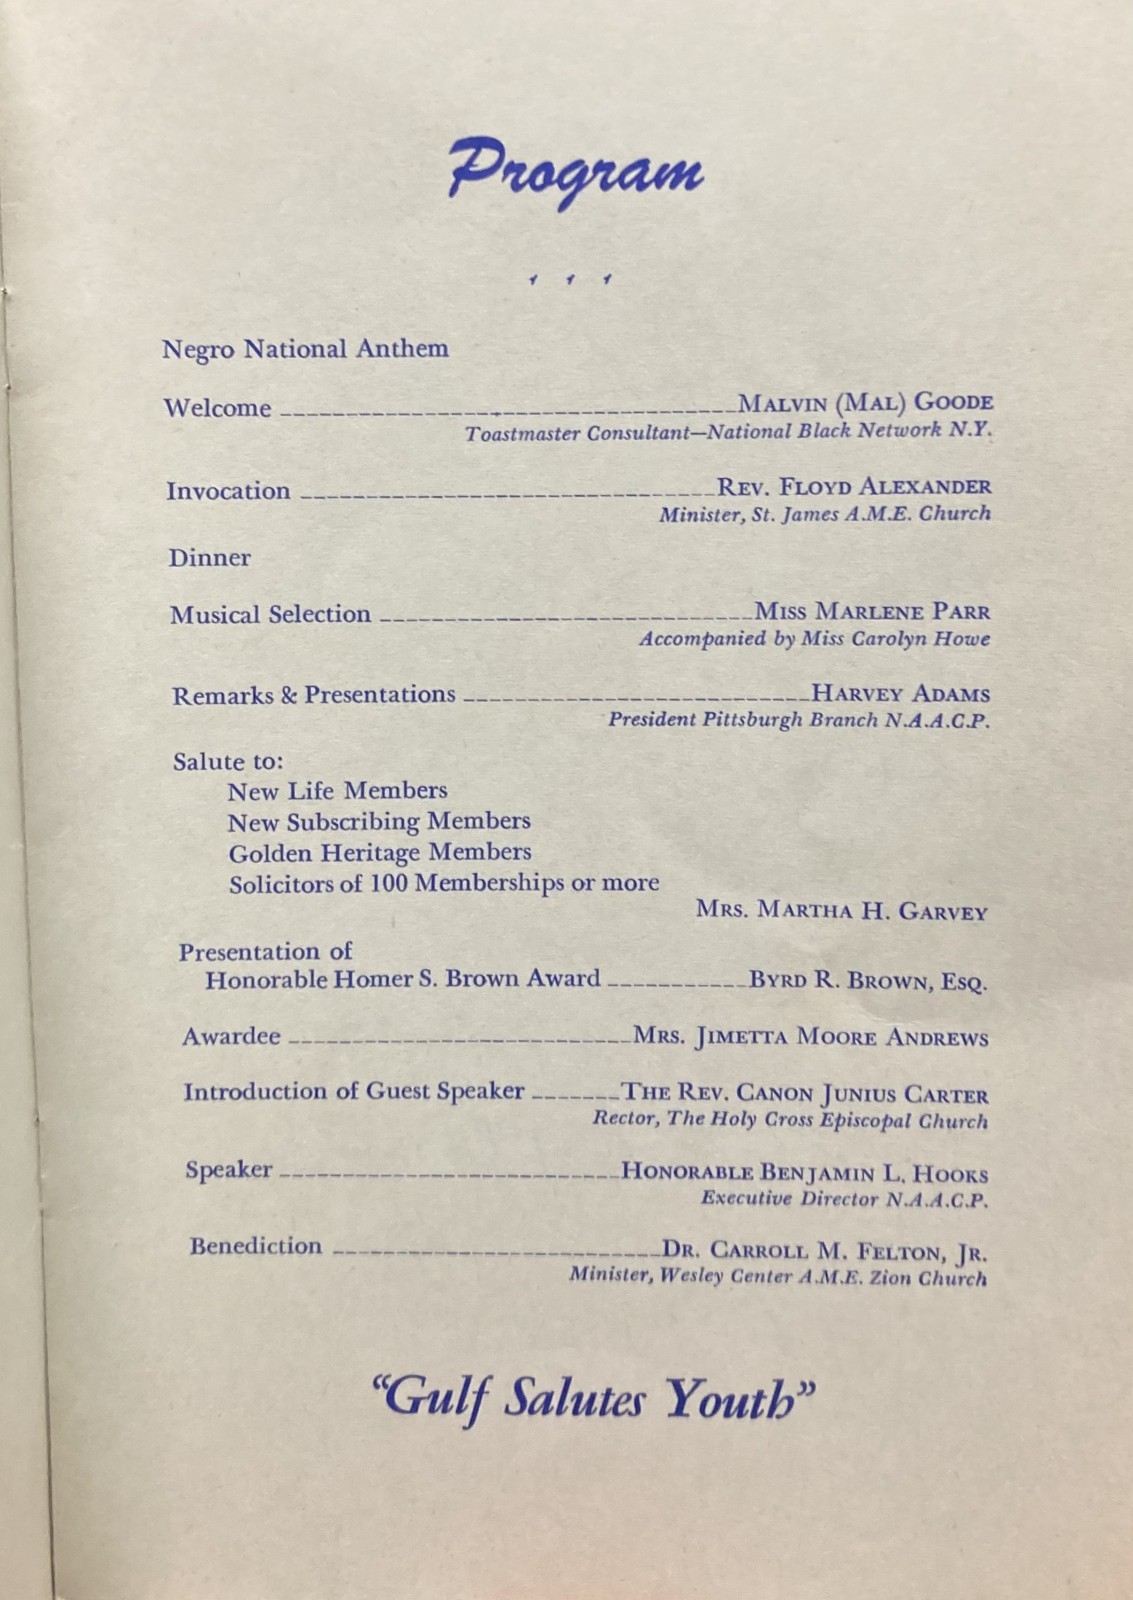 Program
Negro National Anthem
Welcome MALVIN (MAL) GOODE
Toastmaster Consultant—National Black Network N.Y.
Invocation REV. FLOYD ALEXANDER
Minister, St. James A.M.E. Church
Dinner
Musical Selection MISS MARLENE PARR
Accompanied by Miss Carolyn Howe
Remarks & Presentations HARVEY ADAMS
President Pittsburgh Branch N.A.A.C.P.
Salute to:
New Life Members
New Subscribing Members
Golden Heritage Members
Solicitors of 100 Memberships or more
MRS. MARTHA H. GARVEY
Presentation of
Honorable Homer S. Brown Award BYRD R. BROWN, ESQ.
Awardee MRS. JIMETTA MOORE ANDREWS
Introduction of Guest Speaker THE REV. CANON JUNIUS CARTER
Rector, The Holy Cross Episcopal Church
Speaker HONORABLE BENJAMIN L. HOOKS
Executive Director N.A.A.C.P.
Benediction DR. CARROLL M. FELTON, JR.
Minister, Wesley Center A.M.E. Zion Church
“Gulf Salutes Youth”